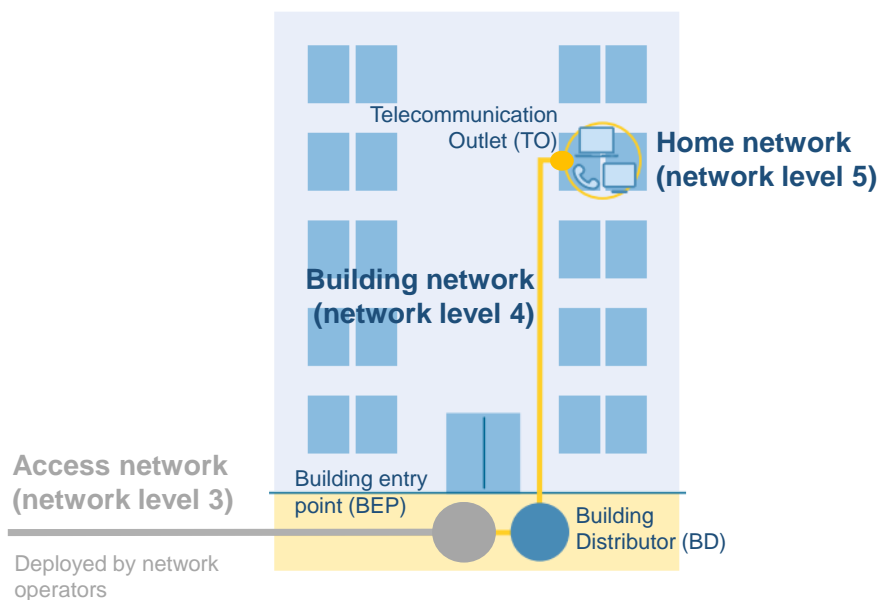 Telecommunication
Outlet (TO)
Home network
(network level 5)
Building network
(network level 4)
Access network
(network level 3)
Building entry
point (BEP)
Building
Distributor (BD)
Deployed by network
operators